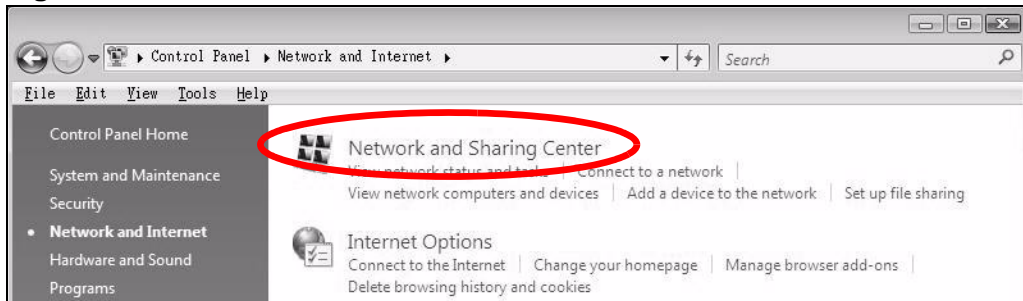 Control Panel ▸ Network and Internet ▸
Search
File Edit View Tools Help
Control Panel Home
System and Maintenance
Security
• Network and Internet
Hardware and Sound
Programs
Network and Sharing Center
View network status and tasks | Connect to a network |
View network computers and devices | Add a device to the network | Set up file sharing
Internet Options
Connect to the Internet | Change your homepage | Manage browser add-ons |
Delete browsing history and cookies